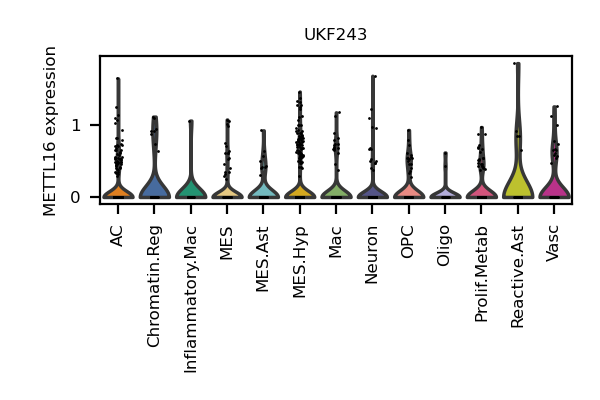 UKF243
METTL16 expression
1
0
AC
Chromatin.Reg
Inflammatory.Mac
MES
MES.Ast
MES.Hyp
Mac
Neuron
OPC
Oligo
Prolif.Metab
Reactive.Ast
Vasc